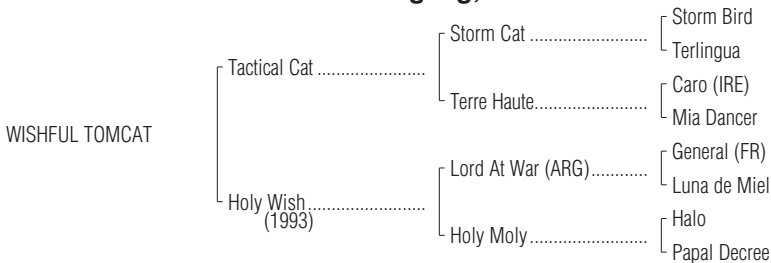 Storm Bird
Storm Cat ............................
Tactical Cat .......................... Terlingua
Terre Haute........................... Caro (IRE)
Mia Dancer
WISHFUL TOMCAT
General (FR)
Lord At War (ARG).............
Holy Wish............................ Luna de Miel
(1993)
Halo
Holy Moly ............................
Papal Decree